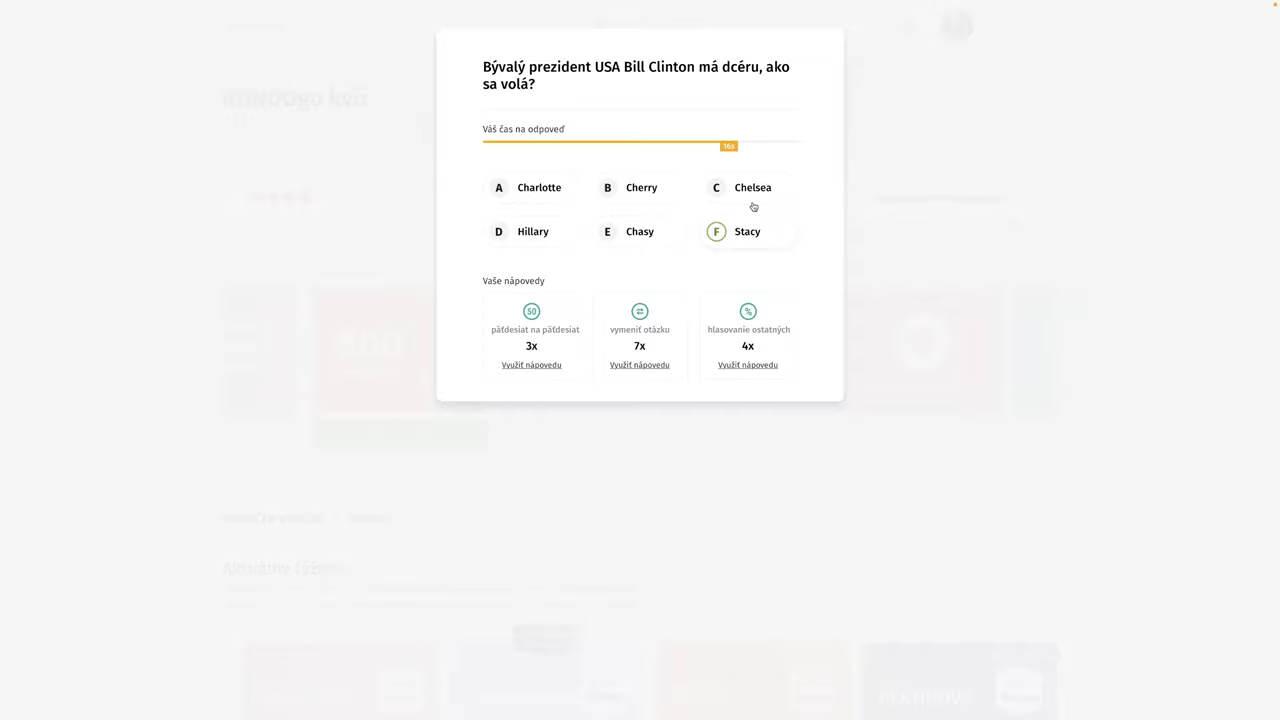 Bývalý prezident USA Bill Clinton má dcéru, ako
sa volá?
Váš čas na odpoveď
16s
A Charlotte
B Cherry
C Chelsea
D Hillary
E Chasy
F Stacy
Vaše nápovedy
50
%
päťdesiat na päťdesiat
vymeniť otázku
hlasovanie ostatných
3x
7x
4x
Využiť nápovedu
Využiť nápovedu
Využiť nápovedu